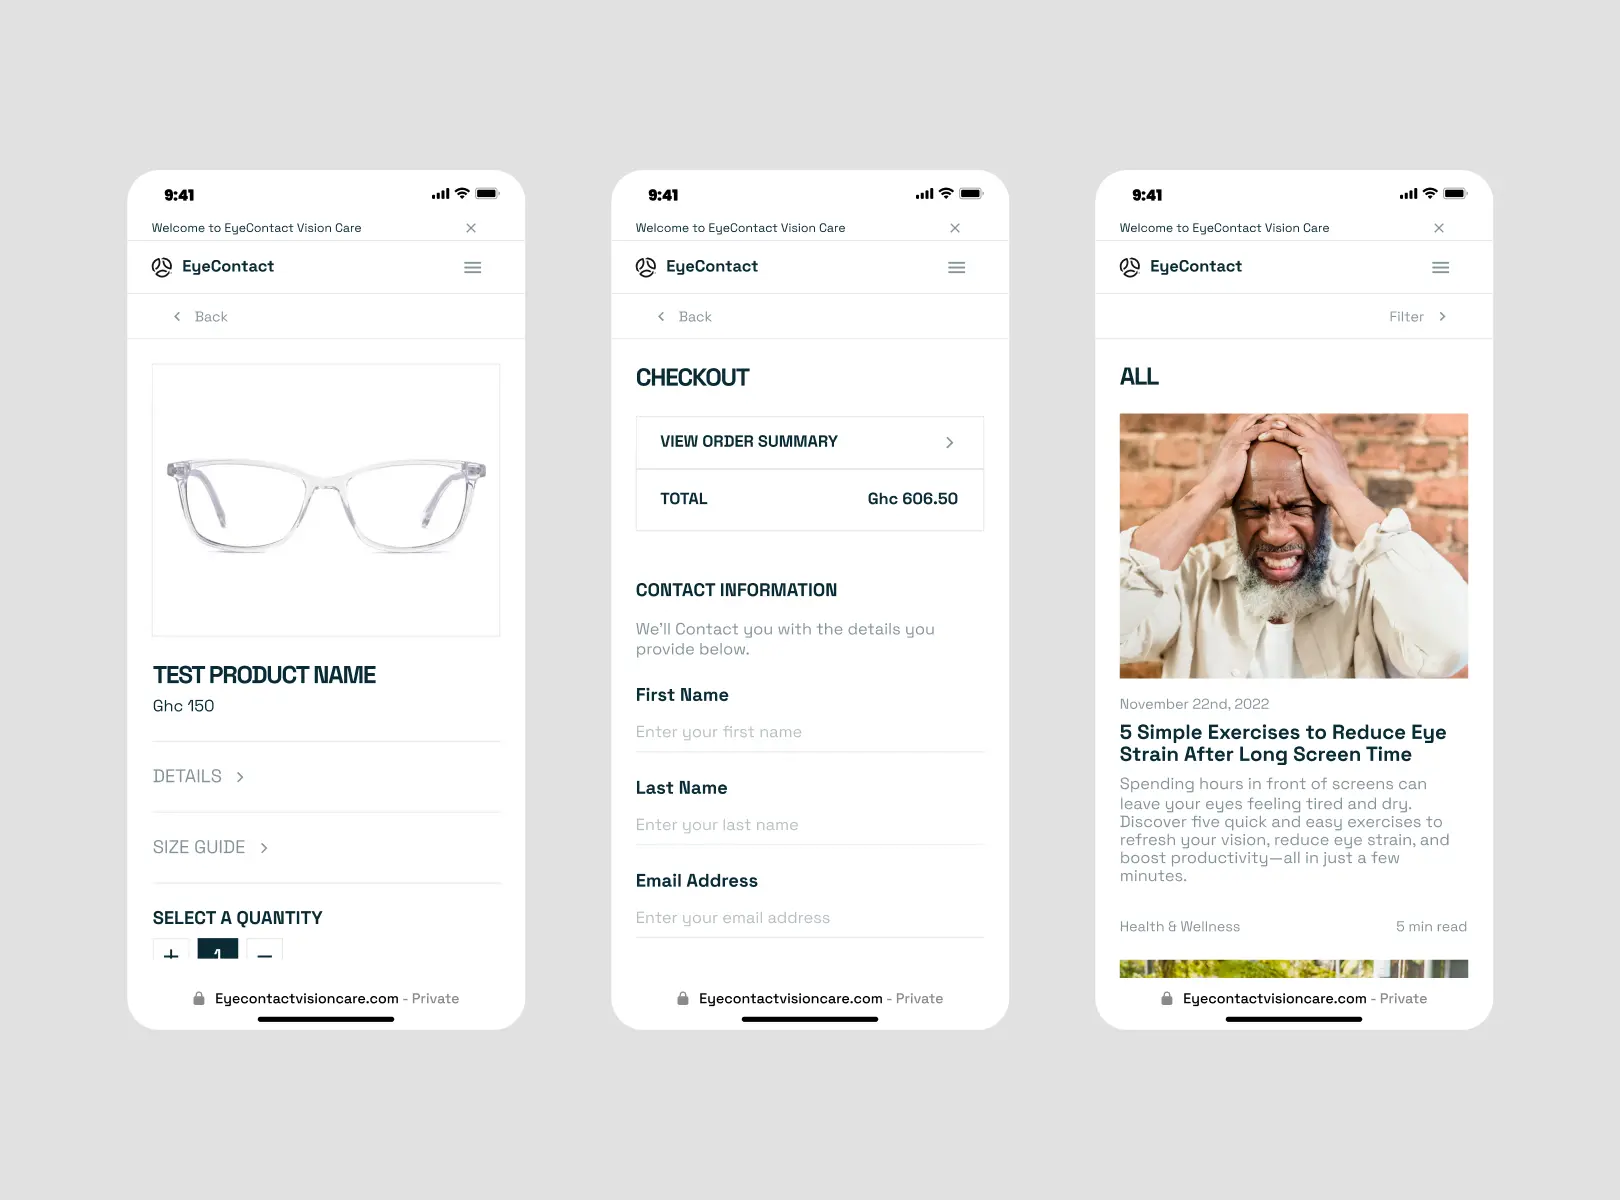 9:41
Welcome to EyeContact Vision Care
EyeContact
Back
TEST PRODUCT NAME
Ghc 150
DETAILS
SIZE GUIDE
SELECT A QUANTITY
+ 1 −
Eyecontactvisioncare.com - Private
9:41
Welcome to EyeContact Vision Care
EyeContact
Back
CHECKOUT
VIEW ORDER SUMMARY
TOTAL Ghc 606.50
CONTACT INFORMATION
We'll Contact you with the details you
provide below.
First Name
Enter your first name
Last Name
Enter your last name
Email Address
Enter your email address
Eyecontactvisioncare.com - Private
9:41
Welcome to EyeContact Vision Care
EyeContact
Filter
ALL
November 22nd, 2022
5 Simple Exercises to Reduce Eye
Strain After Long Screen Time
Spending hours in front of screens can
leave your eyes feeling tired and dry.
Discover five quick and easy exercises to
refresh your vision, reduce eye strain, and
boost productivity—all in just a few
minutes.
Health & Wellness 5 min read
Eyecontactvisioncare.com - Private